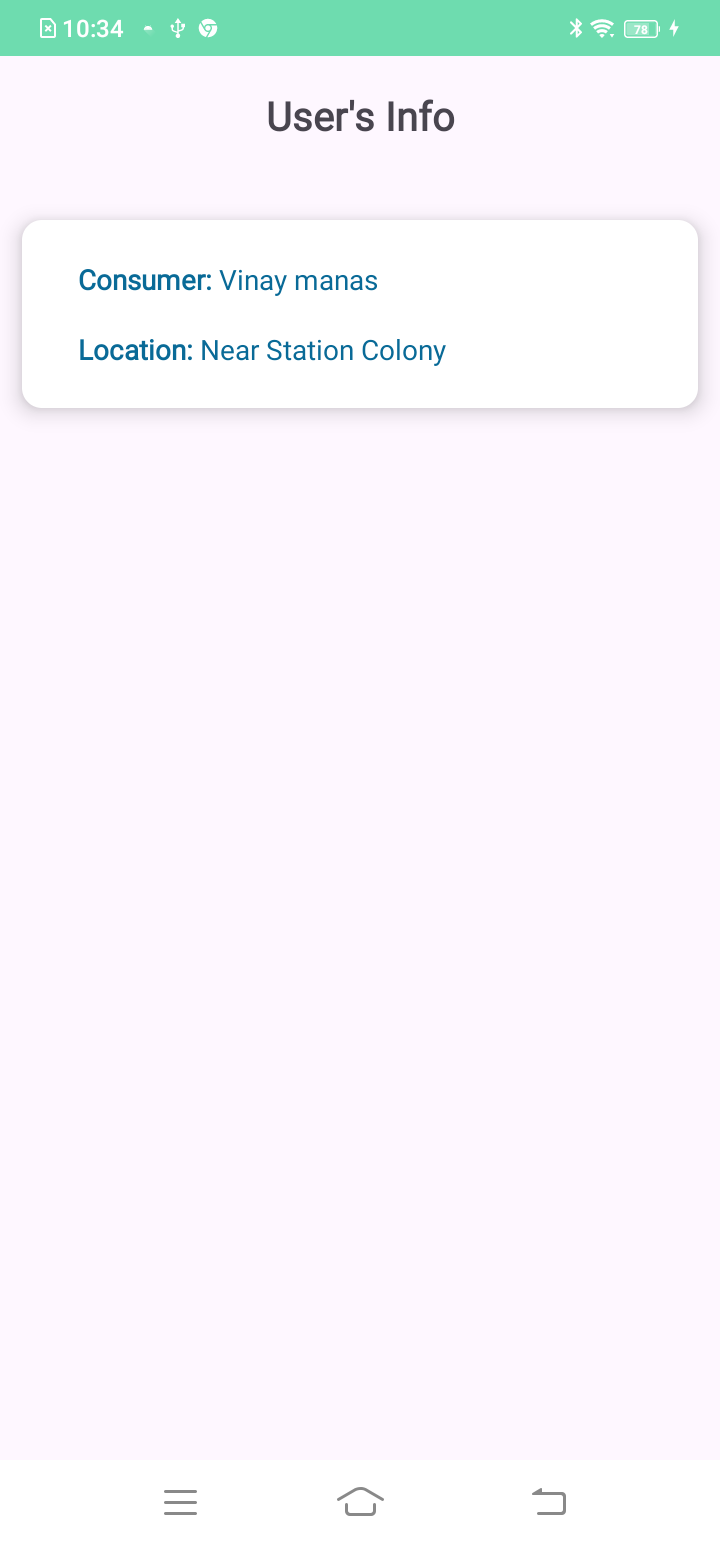 10:34
78
User's Info
Consumer: Vinay manas
Location: Near Station Colony